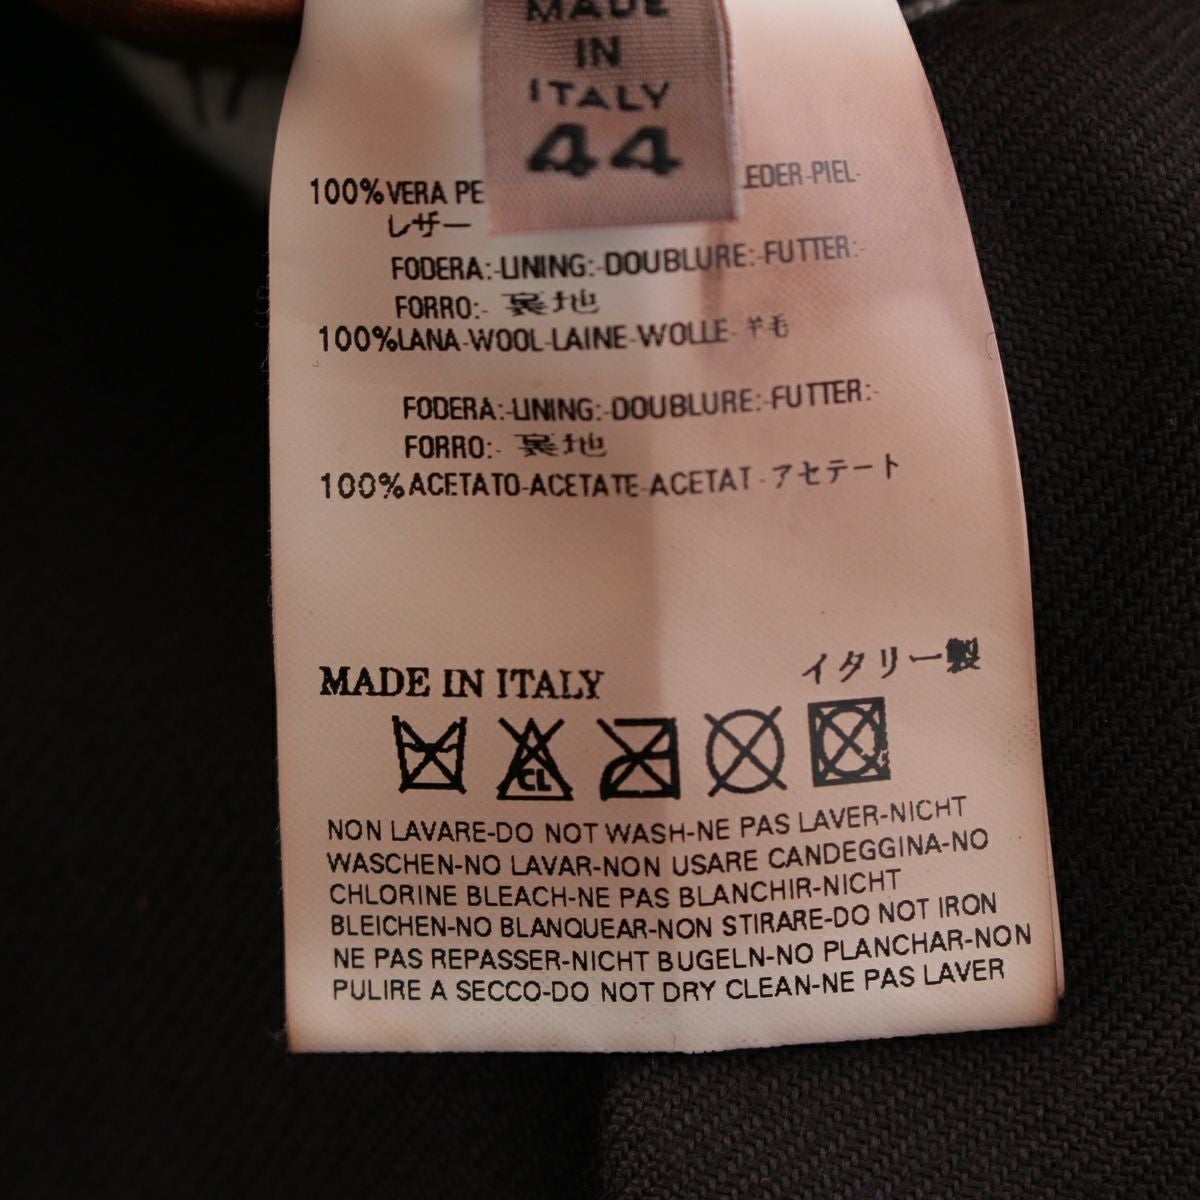 MADE
IN
ITALY
44
100%VERA PE EDER-PIEL-
レザー
FODERA:-LINING:-DOUBLURE:-FUTTER:-
FORRO:- 裏地
100%LANA-WOOL-LAINE-WOLLE-羊毛
FODERA:-LINING:-DOUBLURE:-FUTTER:-
FORRO:- 裏地
100%ACETATO-ACETATE-ACETAT-アセテート
MADE IN ITALY イタリー製
CL
NON LAVARE-DO NOT WASH-NE PAS LAVER-NICHT
WASCHEN-NO LAVAR-NON USARE CANDEGGINA-NO
CHLORINE BLEACH-NE PAS BLANCHIR-NICHT
BLEICHEN-NO BLANQUEAR-NON STIRARE-DO NOT IRON
NE PAS REPASSER-NICHT BUGELN-NO PLANCHAR-NON
PULIRE A SECCO-DO NOT DRY CLEAN-NE PAS LAVER